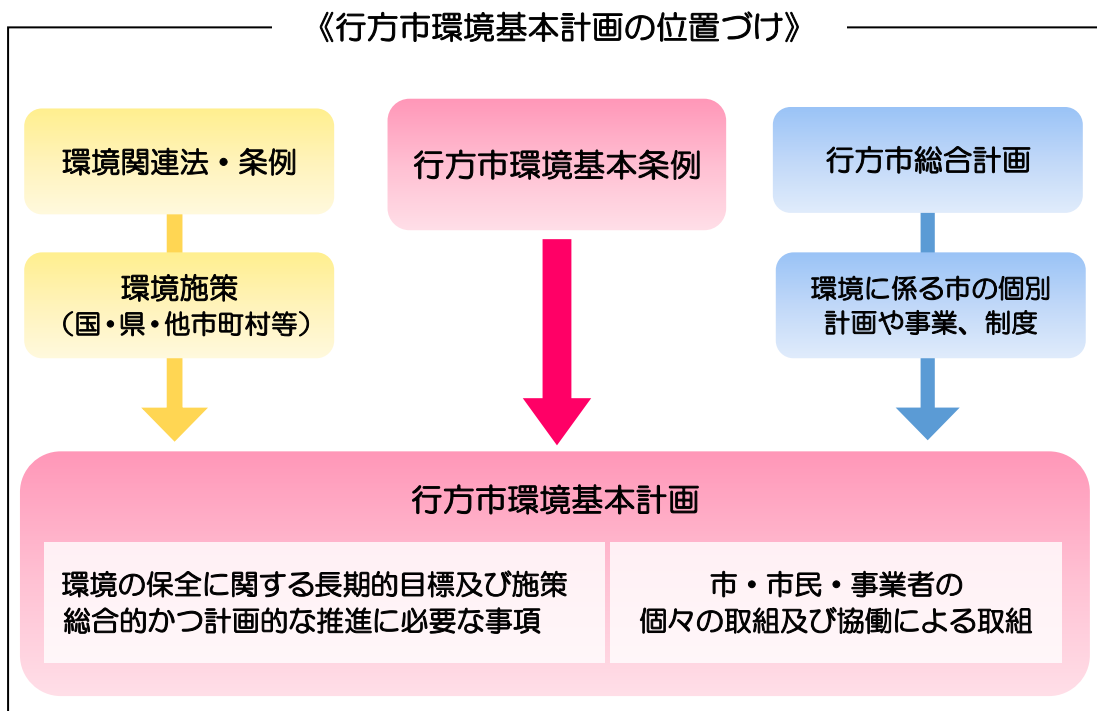 《行方市環境基本計画の位置づけ》
環境関連法・条例
行方市環境基本条例
行方市総合計画
環境施策
（国・県・他市町村等）
環境に係る市の個別
計画や事業、制度
行方市環境基本計画
環境の保全に関する長期的目標及び施策
総合的かつ計画的な推進に必要な事項
市・市民・事業者の
個々の取組及び協働による取組